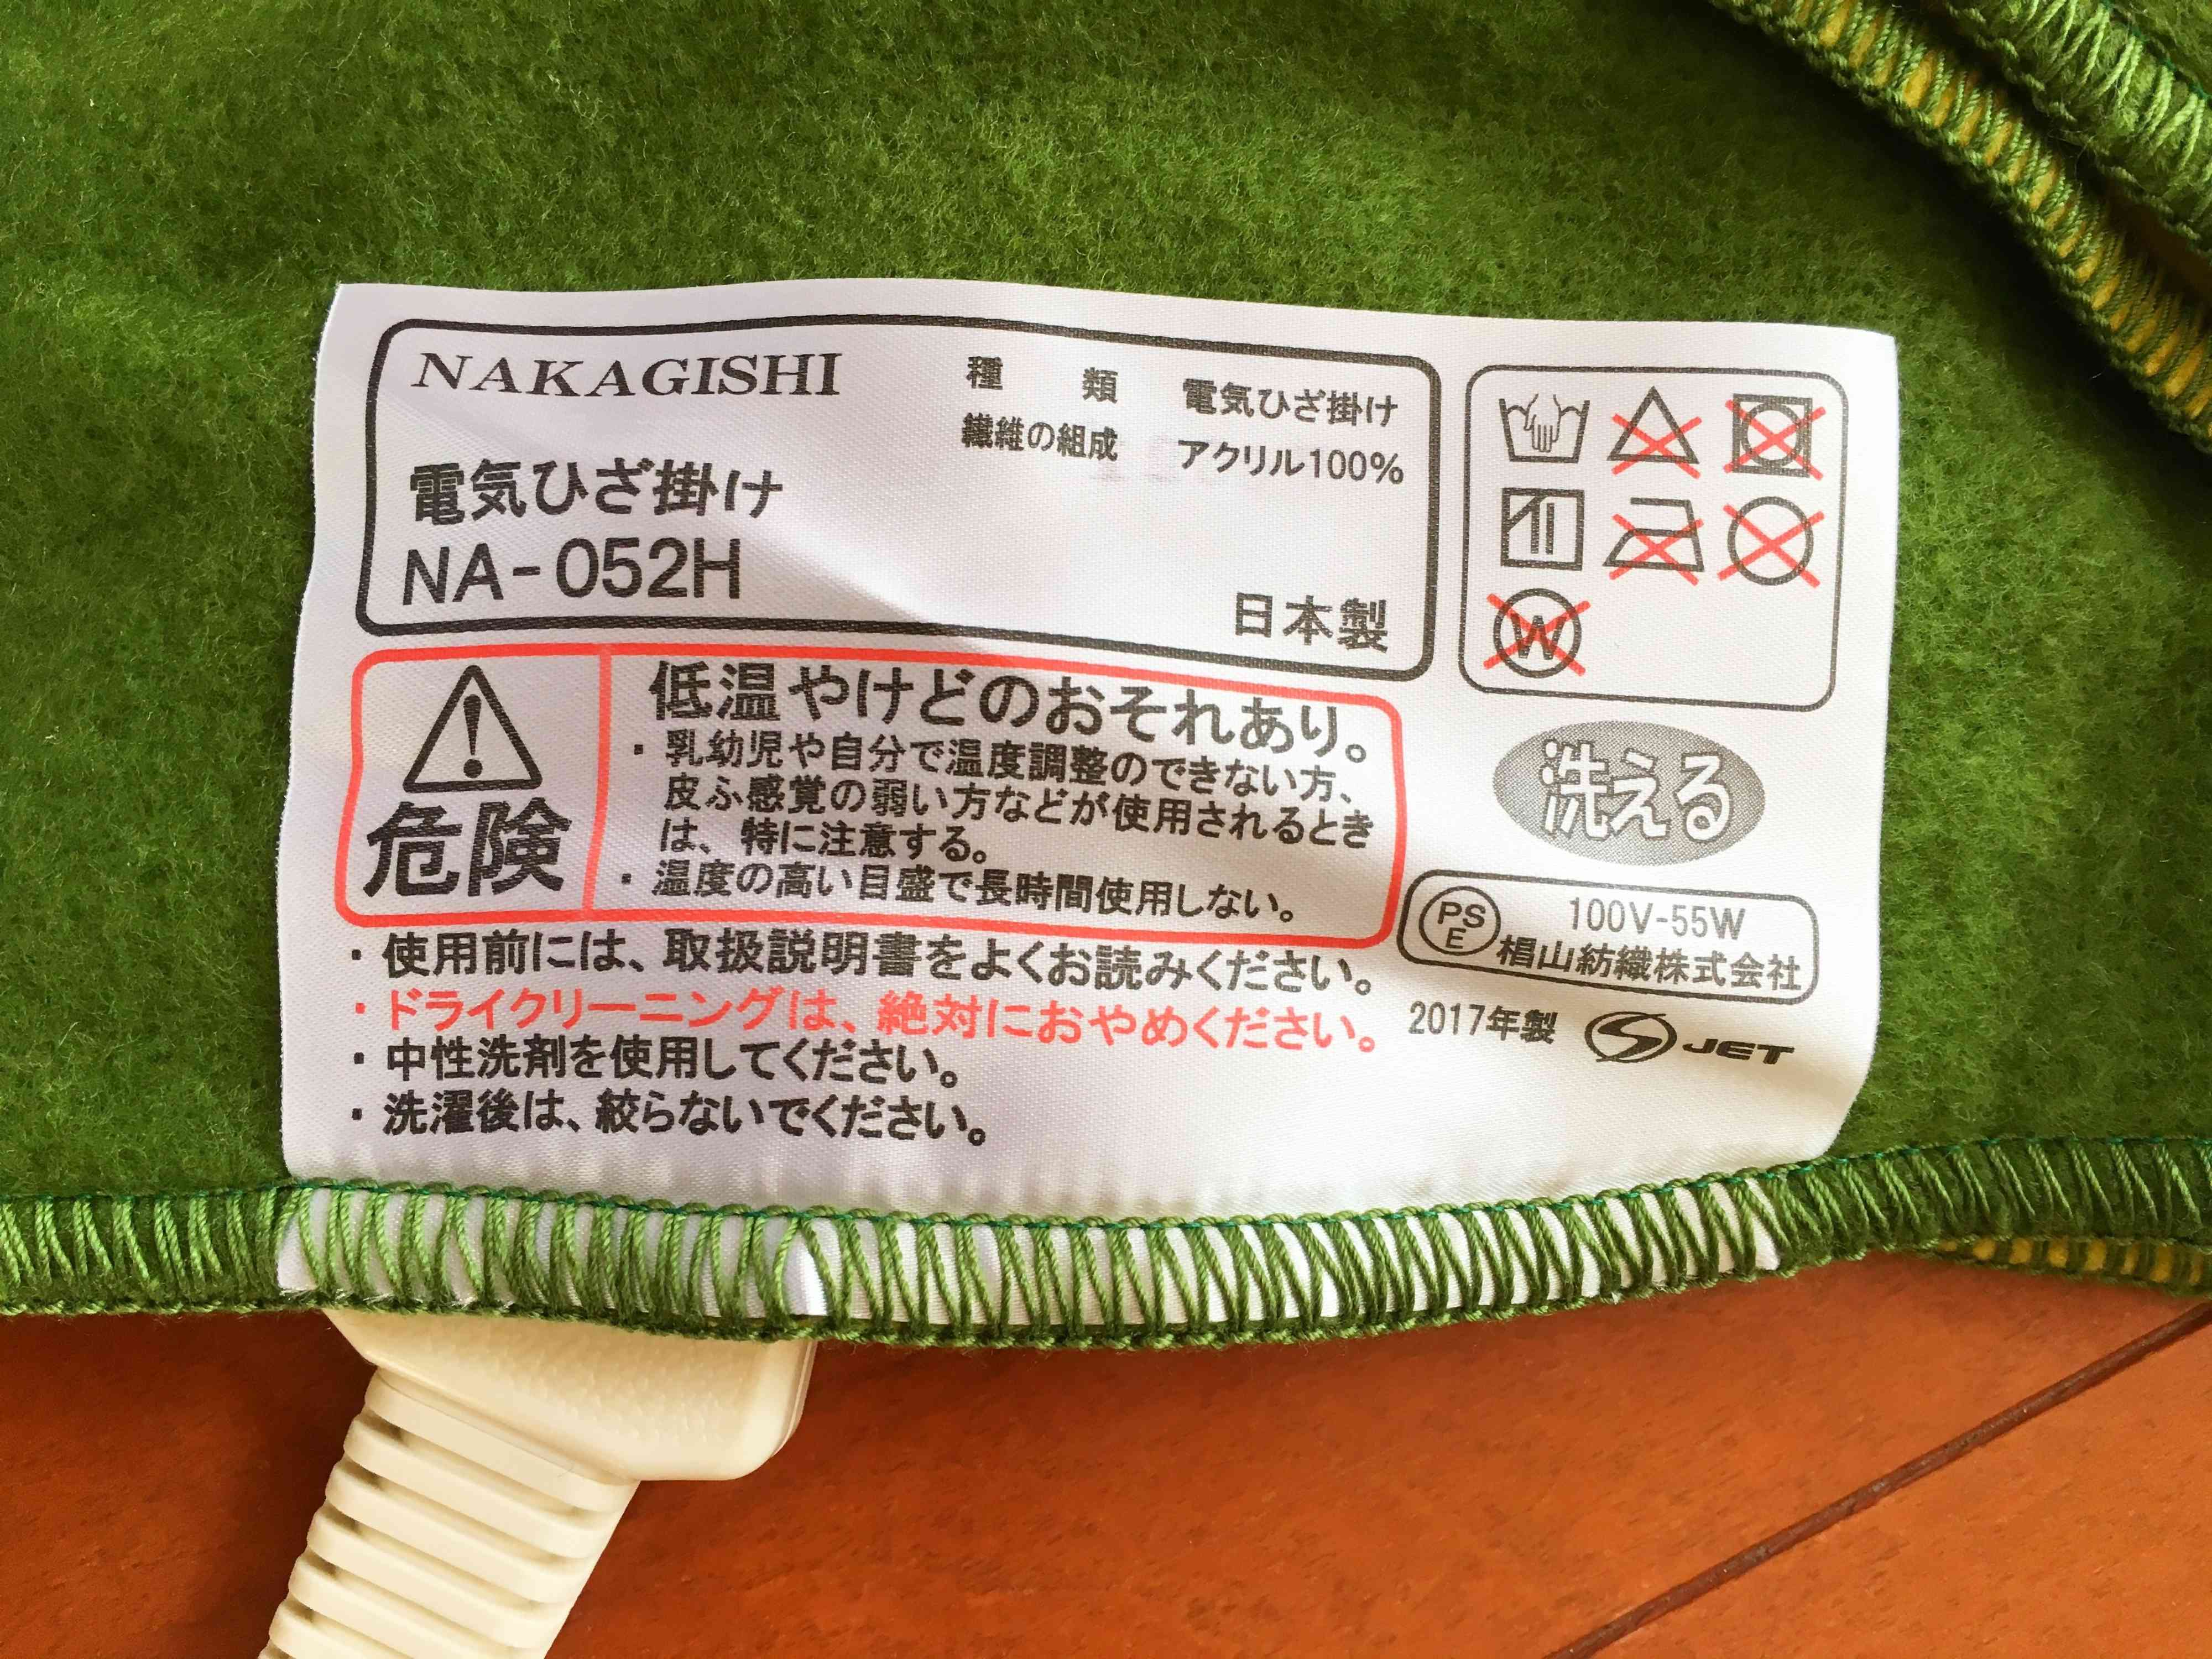 NAKAGISHI
種類 電気ひざ掛け
繊維の組成 アクリル100%
電気ひざ掛け
NA-052H
日本製
W
危険
低温やけどのおそれあり。
・乳幼児や自分で温度調整のできない方、
皮ふ感覚の弱い方などが使用されるとき
は、特に注意する。
・温度の高い目盛で長時間使用しない。
洗える
PS
E
100V-55W
椙山紡織株式会社
2017年製
JET
・使用前には、取扱説明書をよくお読みください。
・ドライクリーニングは、絶対におやめください。
・中性洗剤を使用してください。
・洗濯後は、絞らないでください。